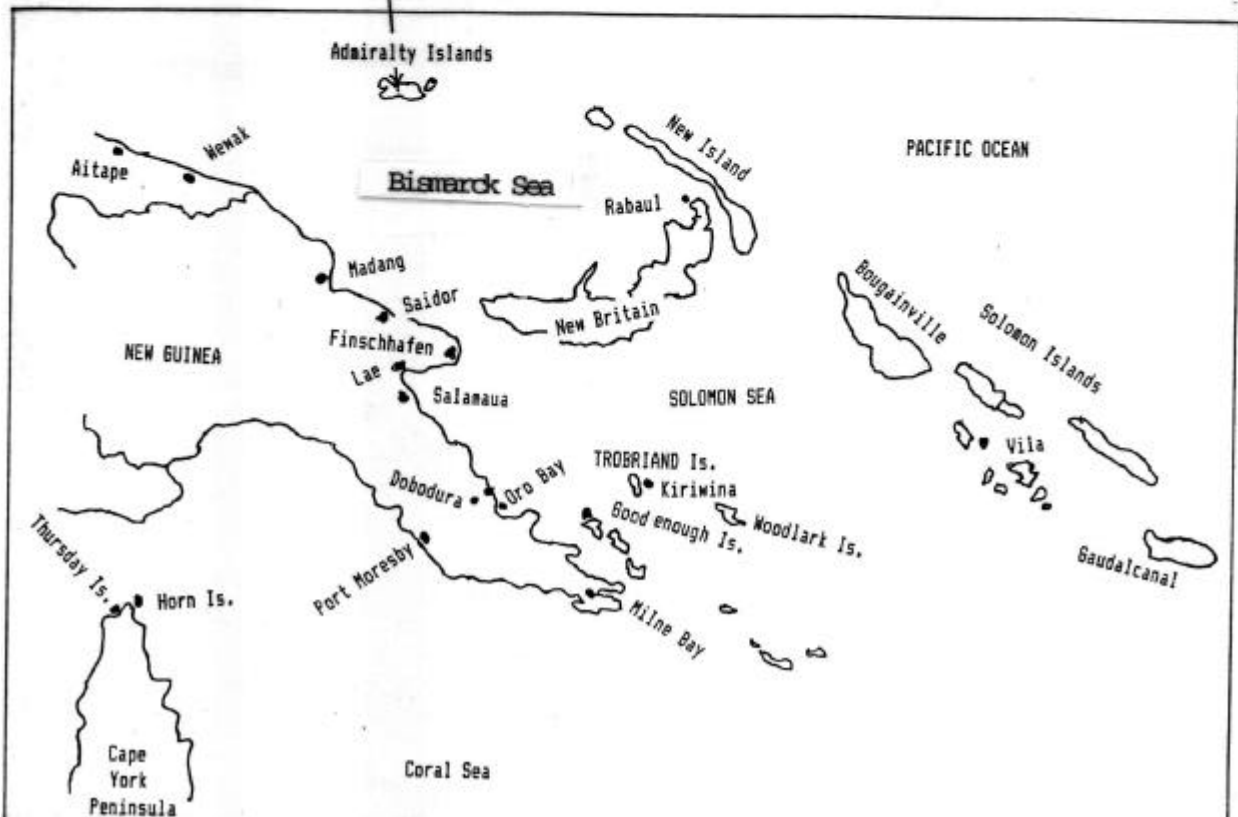 Admiralty Islands
New Island
PACIFIC OCEAN
Wewak
Aitape
Bismarck Sea
Rabaul
Madang
Bougainville
Solomon Islands
Saidor
New Britain
Finschhafen
NEW GUINEA
Lae
Salamaua
SOLOMON SEA
Vila
TROBRIAND Is.
Kiriwina
Dobodura
Oro Bay
Good enough Is.
Woodlark Is.
Gaudalcanal
Thursday Is.
Horn Is.
Port Moresby
Milne Bay
Cape
York
Peninsula
Coral Sea